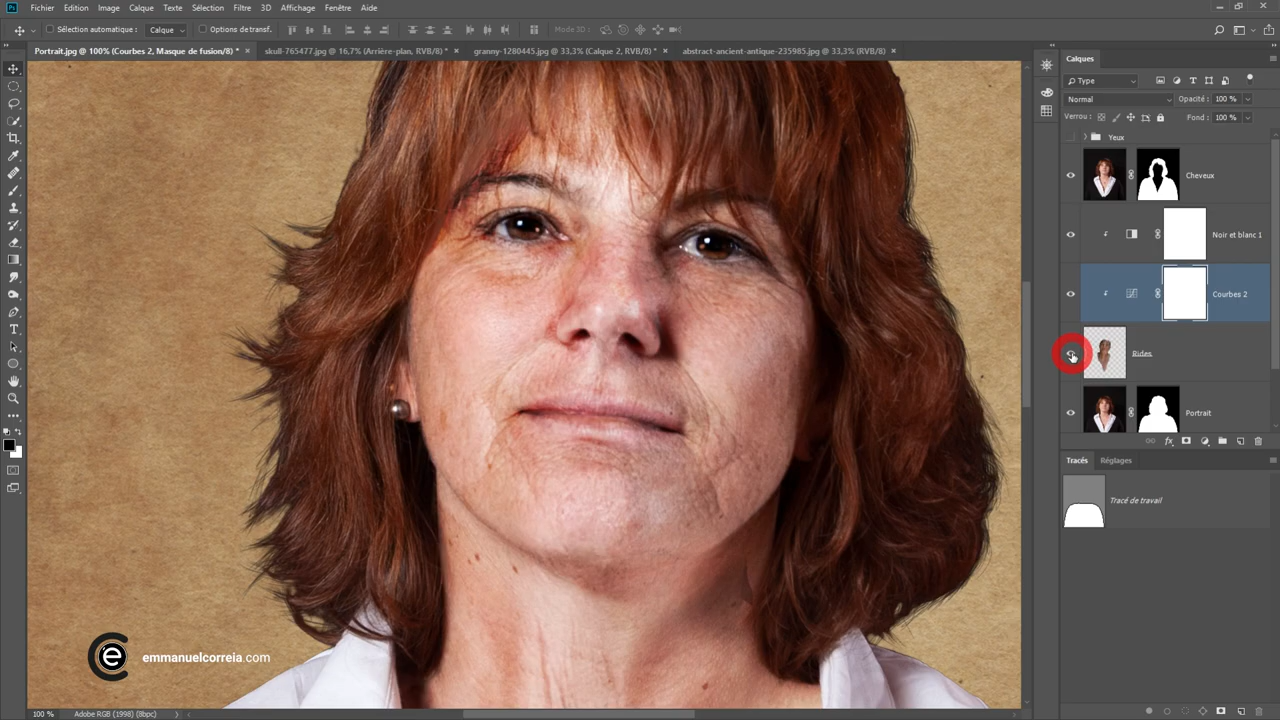 Ps Fichier Edition Image Calque Texte Sélection Filtre 3D Affichage Fenêtre Aide
Sélection automatique : Calque Options de transf. Mode 3D :
Portrait.jpg @ 100% (Courbes 2, Masque de fusion/8) * × skull-765477.jpg @ 16,7% (Arrière-plan, RVB/8) * × granny-1280445.jpg @ 33,3% (Calque 2, RVB/8) * × abstract-ancient-antique-235985.jpg @ 33,3% (RVB/8) ×
Calques
Type
Normal Opacité : 100 %
Verrou : Fond : 100 %
Yeux
Cheveux
Noir et blanc 1
Courbes 2
Rides
Portrait
fx
Tracés Réglages
Tracé de travail
emmanuelcorreia.com
100 % Adobe RGB (1998) (8bpc)